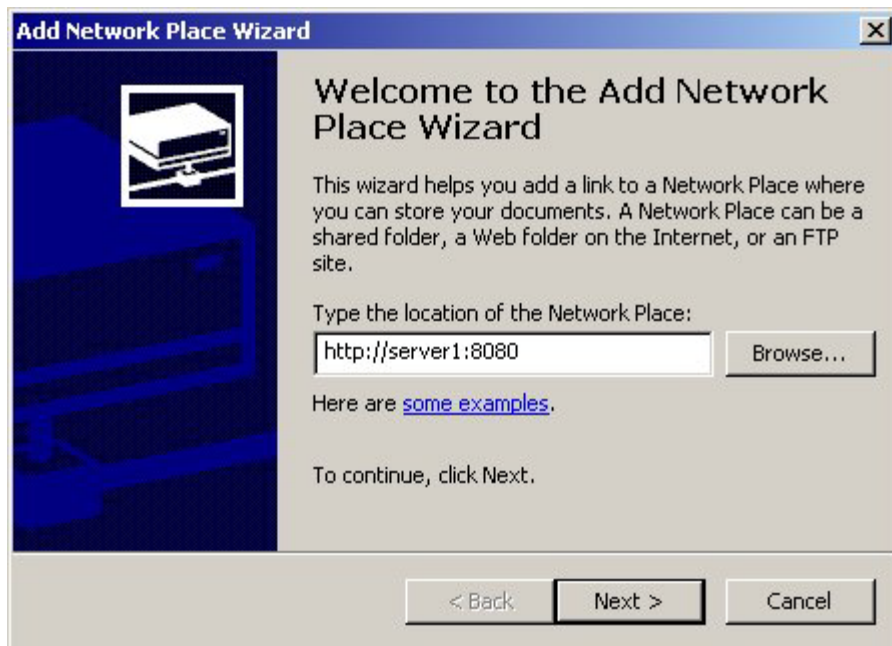 Add Network Place Wizard
Welcome to the Add Network
Place Wizard
This wizard helps you add a link to a Network Place where
you can store your documents. A Network Place can be a
shared folder, a Web folder on the Internet, or an FTP
site.
Type the location of the Network Place:
http://server1:8080
Browse...
Here are some examples.
To continue, click Next.
< Back
Next >
Cancel